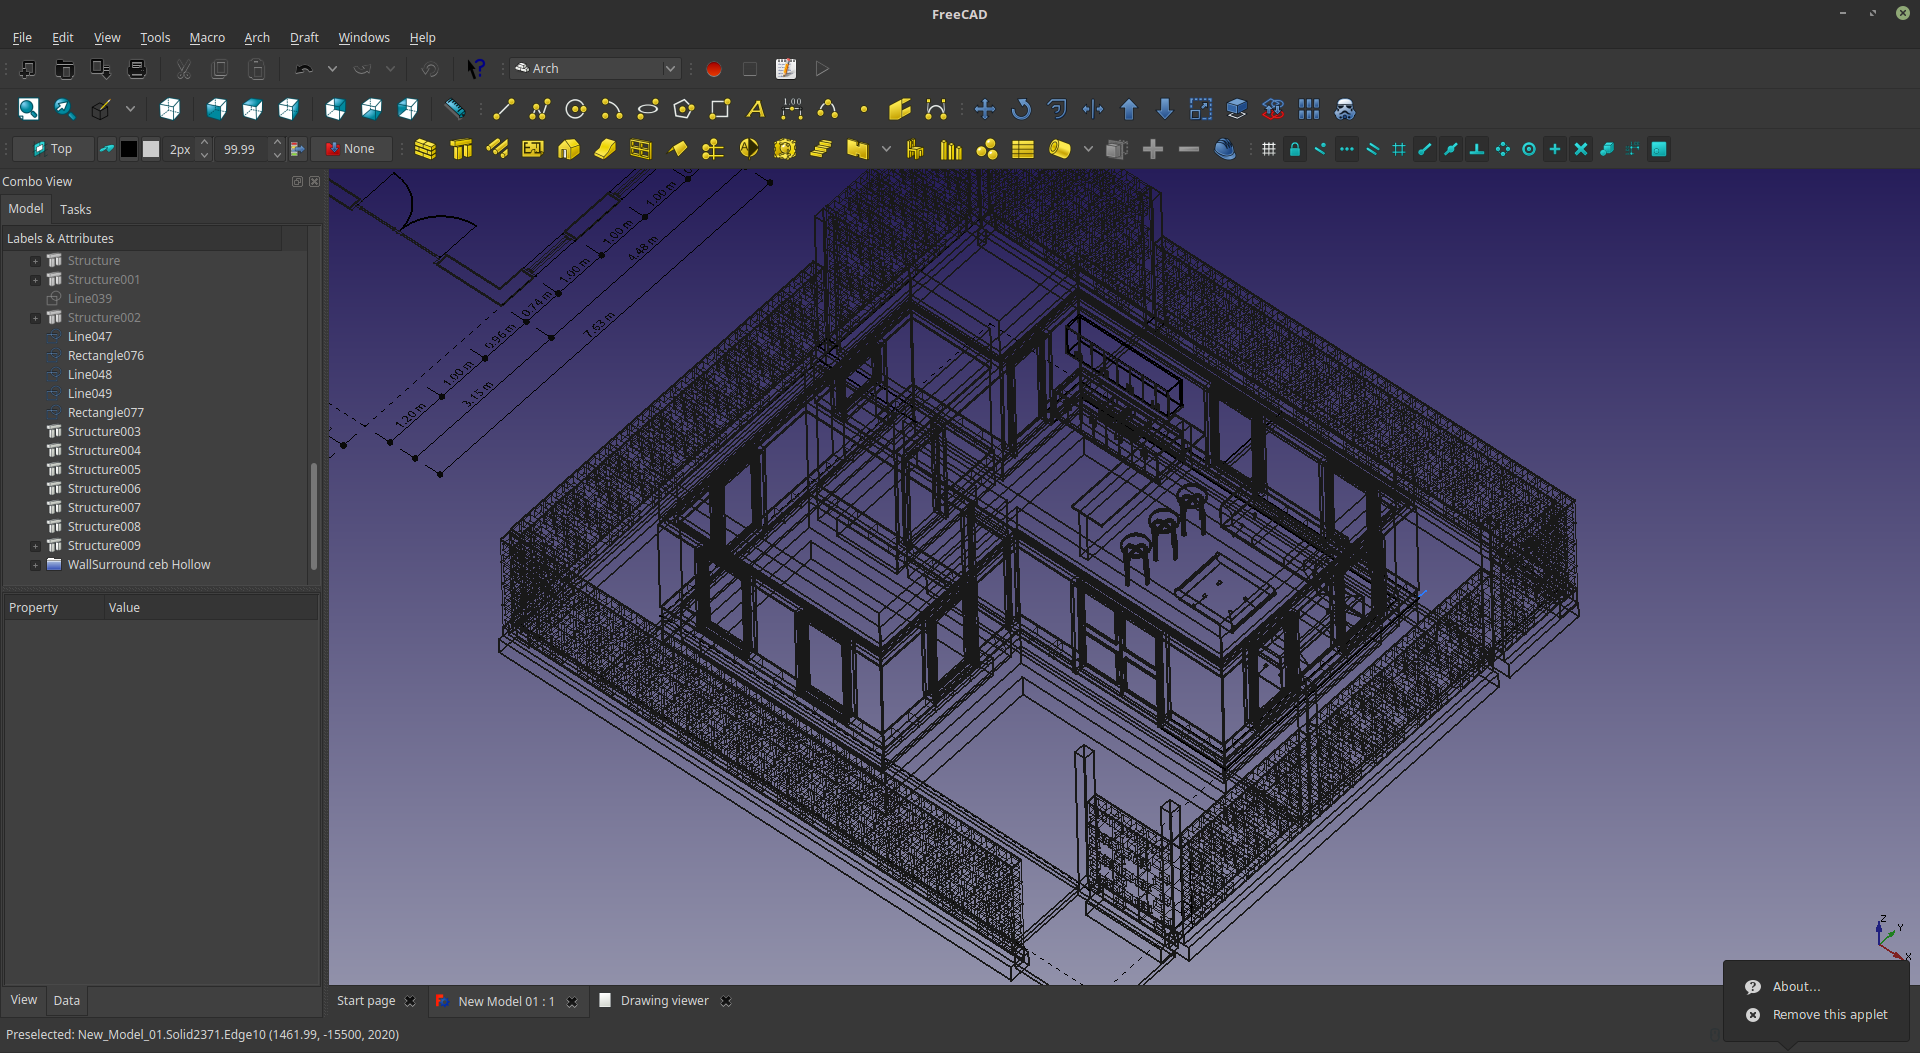 FreeCAD
File Edit View Tools Macro Arch Draft Windows Help
Arch
A 1.00
Top 2px 99.99 None
Combo View
Model Tasks
Labels & Attributes
Structure
Structure001
Line039
Structure002
Line047
Rectangle076
Line048
Line049
Rectangle077
Structure003
Structure004
Structure005
Structure006
Structure007
Structure008
Structure009
WallSurround ceb Hollow
Property Value
View Data
1.00 m
1.00 m
4.48 m
1.00 m
0.74 m
7.63 m
0.96 m
1.00 m
3.15 m
1.20 m
Z
Y
X
Start page New Model 01 : 1 Drawing viewer
About...
Remove this applet
Preselected: New_Model_01.Solid2371.Edge10 (1461.99, -15500, 2020)